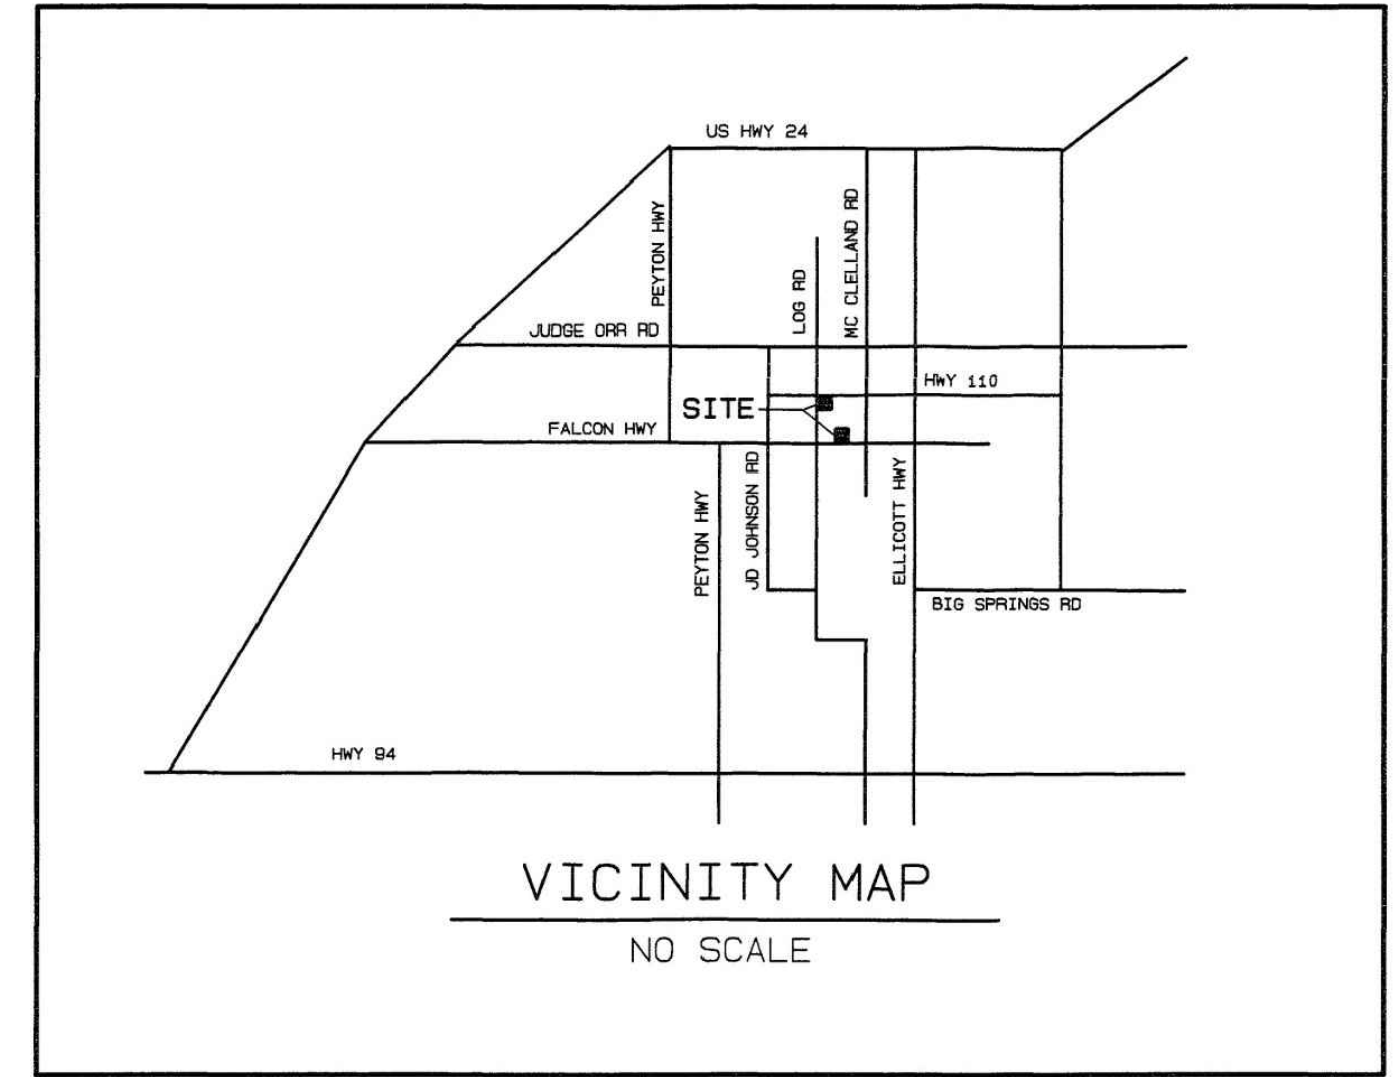 US HWY 24
PEYTON HWY
MC CLELLAND RD
LOG RD
JUDGE ORR RD
HWY 110
SITE
FALCON HWY
JD JOHNSON RD
ELLICOTT HWY
PEYTON HWY
BIG SPRINGS RD
HWY 94
VICINITY MAP
NO SCALE